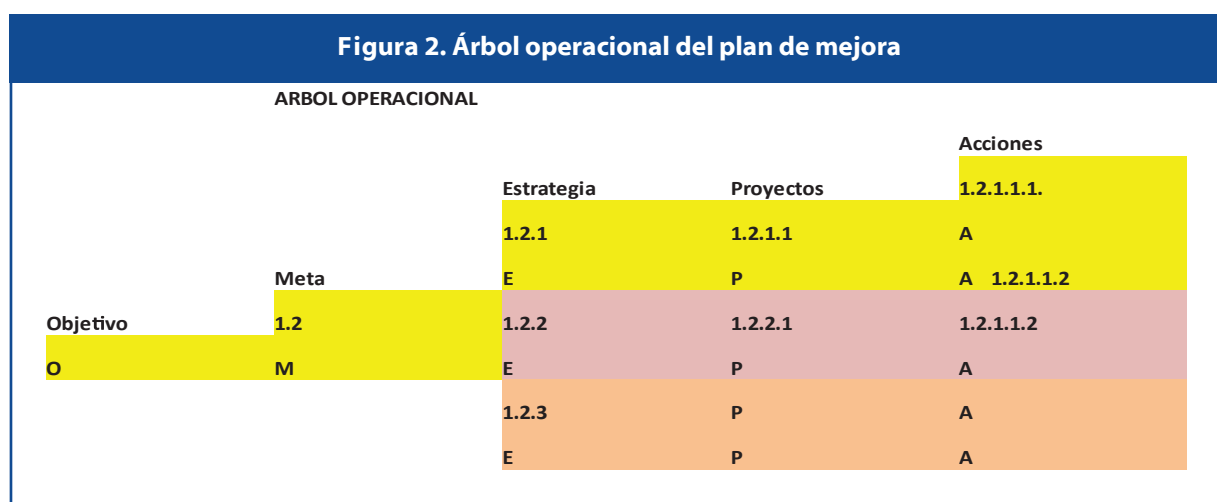 Figura 2. Árbol operacional del plan de mejora
ARBOL OPERACIONAL
Acciones
Estrategia Proyectos 1.2.1.1.1.
1.2.1 1.2.1.1 A
Meta E P A 1.2.1.1.2
Objetivo 1.2 1.2.2 1.2.2.1 1.2.1.1.2
O M E P A
1.2.3 P A
E P A